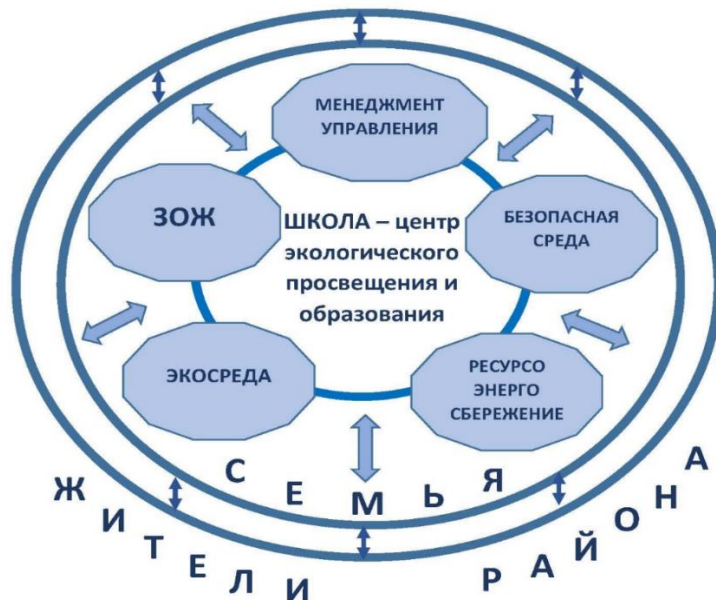 МЕНЕДЖМЕНТ
УПРАВЛЕНИЯ
ЗОЖ
ШКОЛА – центр
экологического
просвещения и
образования
БЕЗОПАСНАЯ
СРЕДА
ЭКОСРЕДА
РЕСУРСО
ЭНЕРГО
СБЕРЕЖЕНИЕ
СЕМЬЯ
ЖИТЕЛИ РАЙОНА